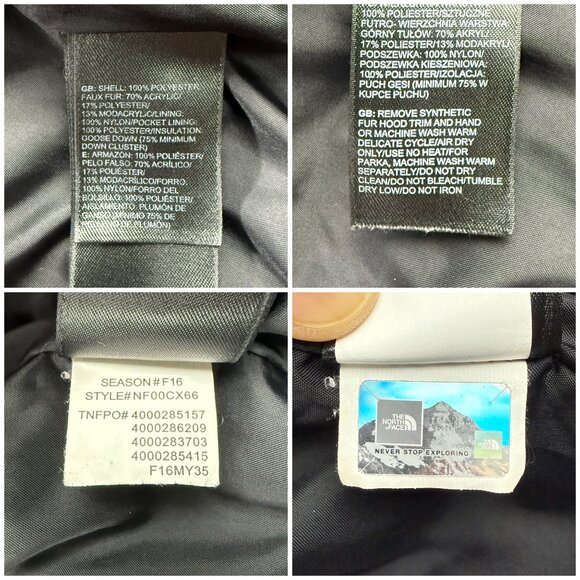 GB: SHELL: 100% POLYESTER/
FAUX FUR: 70% ACRYLIC/
17% POLYESTER/
13% MODACRYLIC/LINING:
100% NYLON/POCKET LINING:
100% POLYESTER/INSULATION:
GOOSE DOWN (75% MINIMUM
DOWN CLUSTER)
E: ARMAZON: 100% POLIÉSTER/
PELO FALSO: 70% ACRÍLICO/
17% POLIÉSTER/
13% MODACRÍLICO/FORRO:
100% NYLON/FORRO DEL
BOLSILLO: 100% POLIÉSTER/
AISLAMIENTO: PLUMÓN DE
GANSO (MÍNIMO 75% DE
DE PLUMÓN)
100% POLIESTER/SZTUCZNE
FUTRO- WIERZCHNIA WARSTWA:
GÓRNY TUŁÓW: 70% AKRYL/
17% POLIESTER/13% MODAKRYL/
PODSZEWKA: 100% NYLON/
PODSZEWKA KIESZENIOWA:
100% POLIESTER/IZOLACJA:
PUCH GĘSI (MINIMUM 75% W
KUPCE PUCHU)
GB: REMOVE SYNTHETIC
FUR HOOD TRIM AND HAND
OR MACHINE WASH WARM
DELICATE CYCLE/AIR DRY
ONLY/USE NO HEAT/FOR
PARKA, MACHINE WASH WARM
SEPARATELY/DO NOT DRY
CLEAN/DO NOT BLEACH/TUMBLE
DRY LOW/DO NOT IRON
SEASON#F16
STYLE#NF00CX66
TNFPO# 4000285157
4000286209
4000283703
4000285415
F16MY35
THE
NORTH
FACE
NEVER STOP EXPLORING